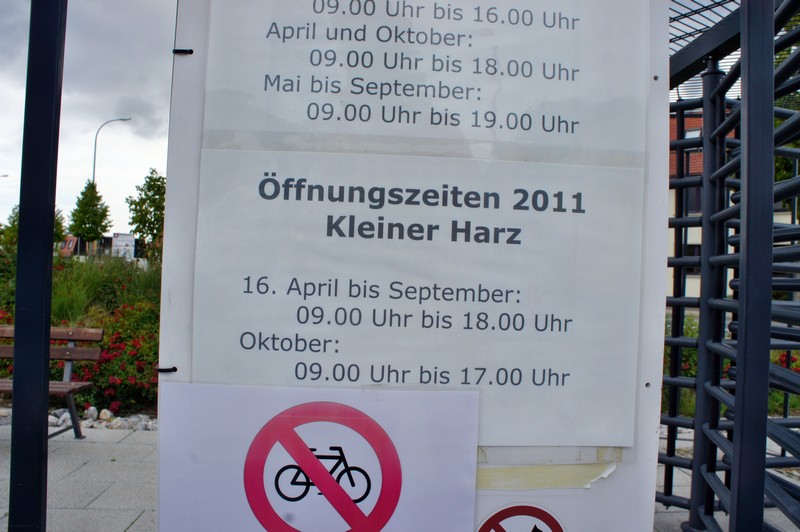 09.00 Uhr bis 16.00 Uhr
April und Oktober:
09.00 Uhr bis 18.00 Uhr
Mai bis September:
09.00 Uhr bis 19.00 Uhr
Öffnungszeiten 2011
Kleiner Harz
16. April bis September:
09.00 Uhr bis 18.00 Uhr
Oktober:
09.00 Uhr bis 17.00 Uhr